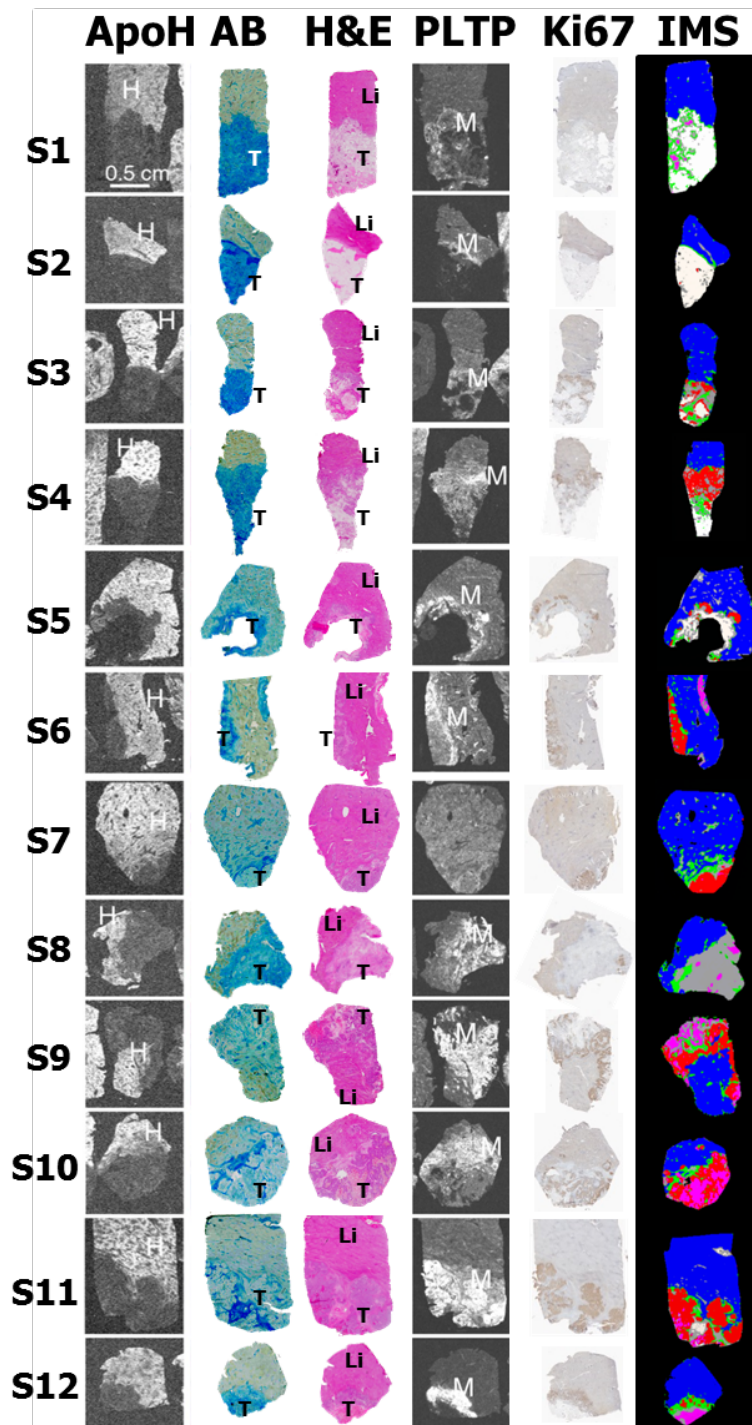 ApoH AB H&E PLTP Ki67 IMS
S1 H T Li T M
0.5 cm
S2 H T Li T M
S3 H T Li T M
S4 H T Li T M
S5 T Li T M
S6 H T Li T M
S7 H T Li T
S8 H T Li T M
S9 H T T Li M
S10 H T Li T M
S11 H T Li T M
S12 H T Li T M